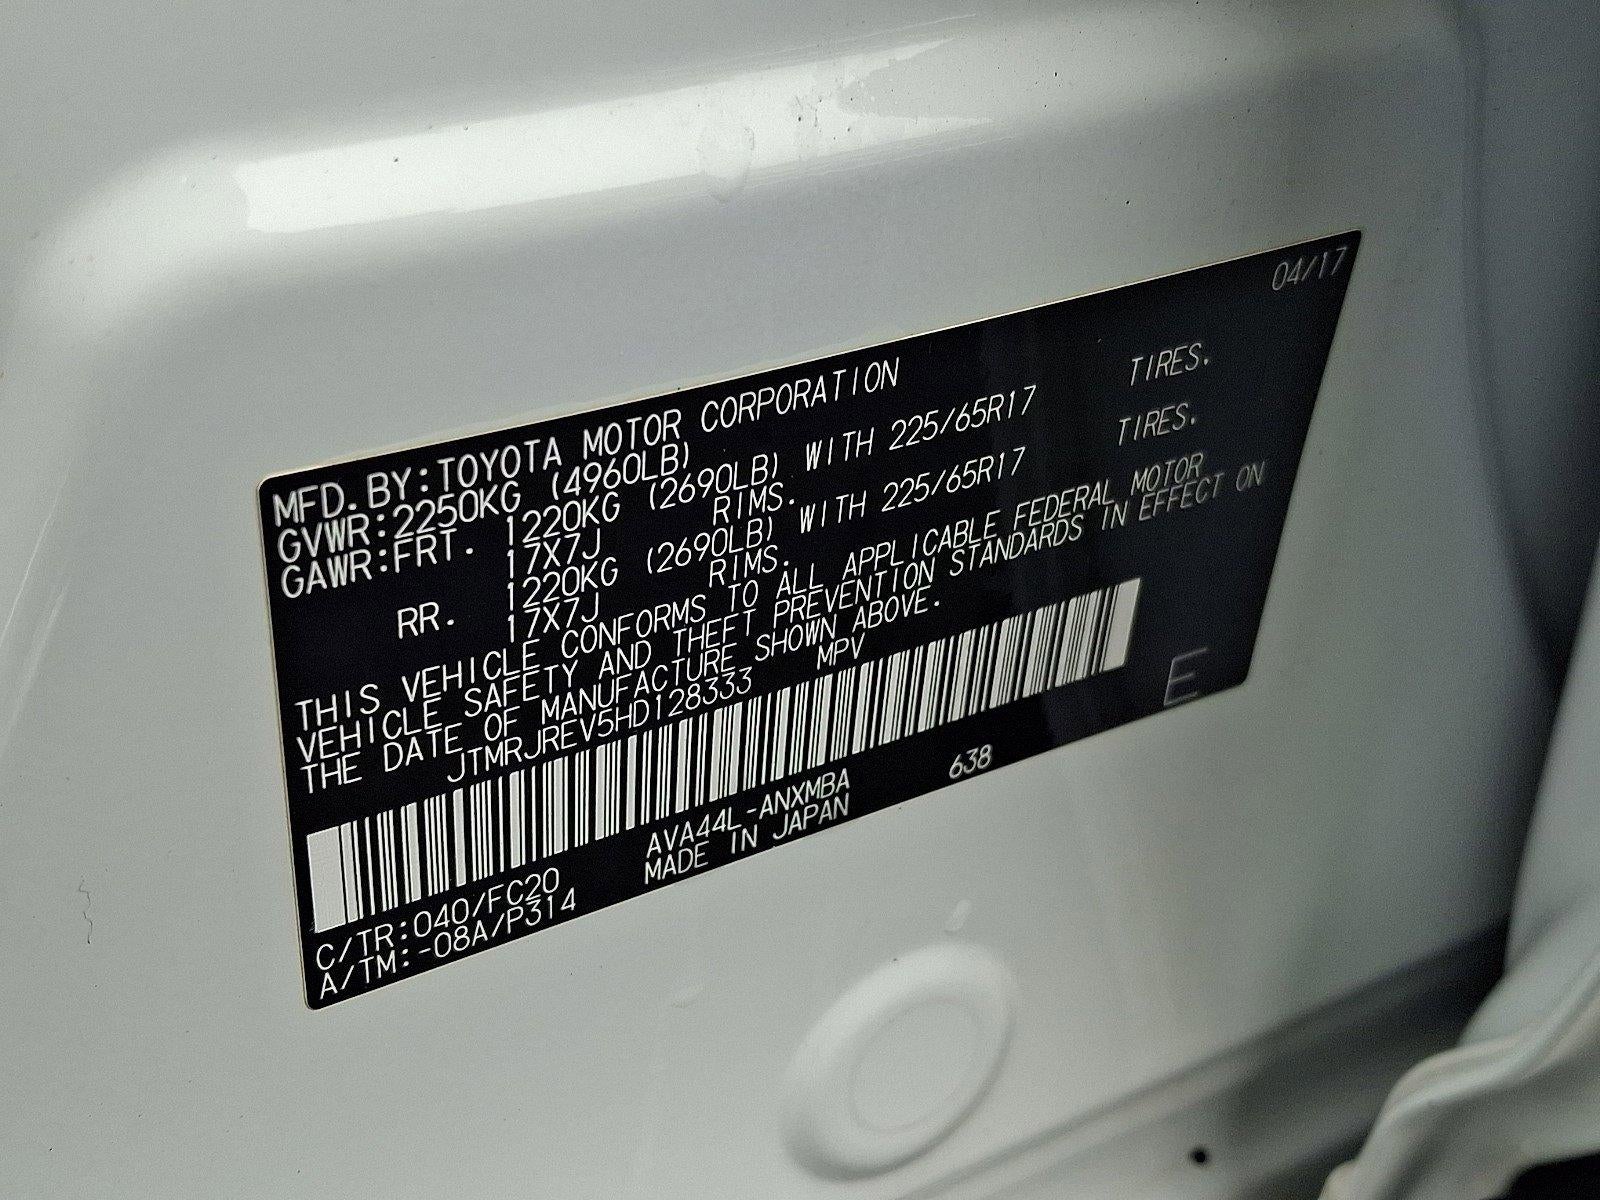 04/17
MFD. BY: TOYOTA MOTOR CORPORATION
GVWR: 2250KG (4960LB)
GAWR: FRT. 1220KG (2690LB) WITH 225/65R17 TIRES.
17X7J RIMS.
RR. 1220KG (2690LB) WITH 225/65R17 TIRES.
17X7J RIMS.
THIS VEHICLE CONFORMS TO ALL APPLICABLE FEDERAL MOTOR
VEHICLE SAFETY AND THEFT PREVENTION STANDARDS IN EFFECT ON
THE DATE OF MANUFACTURE SHOWN ABOVE.
JTMRJREV5HD128333 MPV
E
C/TR: 040/FC20 AVA44L-ANXMBA 638
A/TM: -08A/P314 MADE IN JAPAN